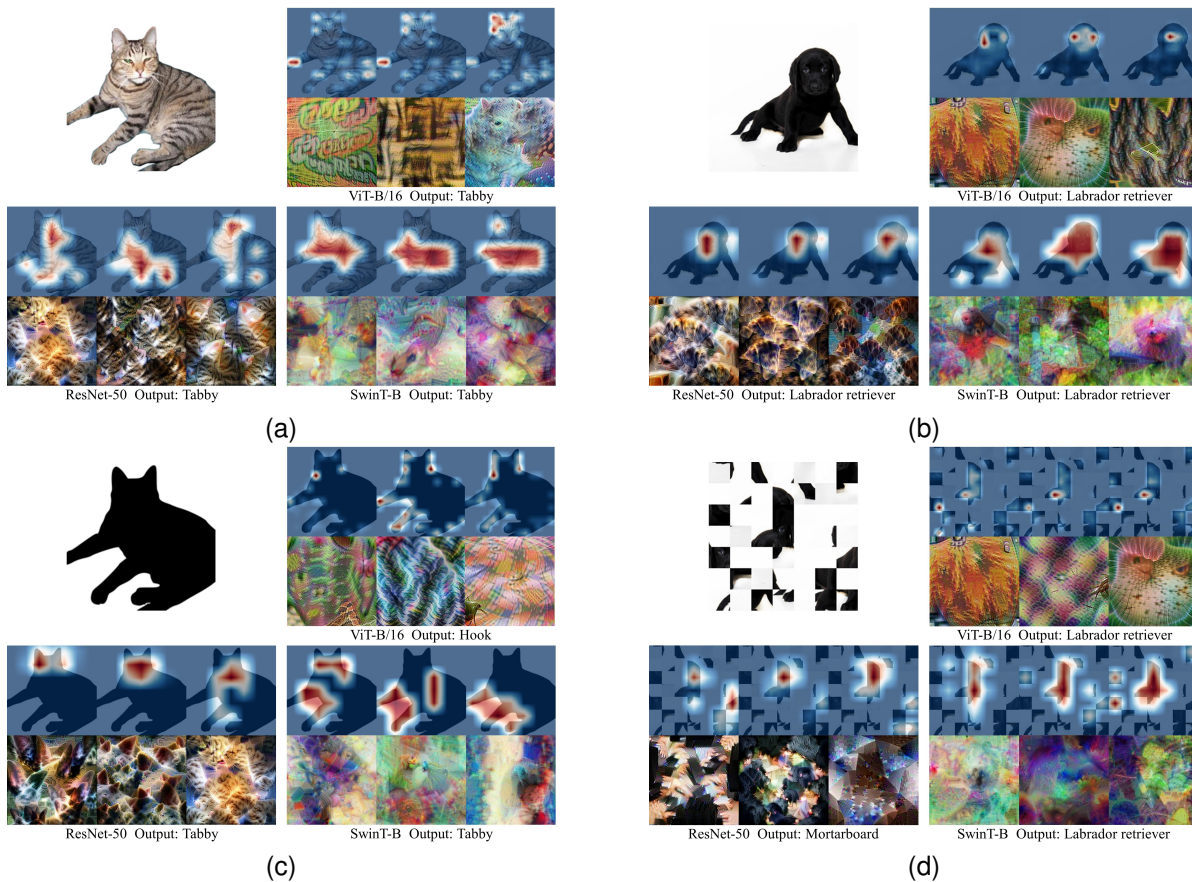 ViT-B/16 Output: Tabby
ResNet-50 Output: Tabby
SwinT-B Output: Tabby
(a)
ViT-B/16 Output: Labrador retriever
ResNet-50 Output: Labrador retriever
SwinT-B Output: Labrador retriever
(b)
ViT-B/16 Output: Hook
ResNet-50 Output: Tabby
SwinT-B Output: Tabby
(c)
ViT-B/16 Output: Labrador retriever
ResNet-50 Output: Mortarboard
SwinT-B Output: Labrador retriever
(d)